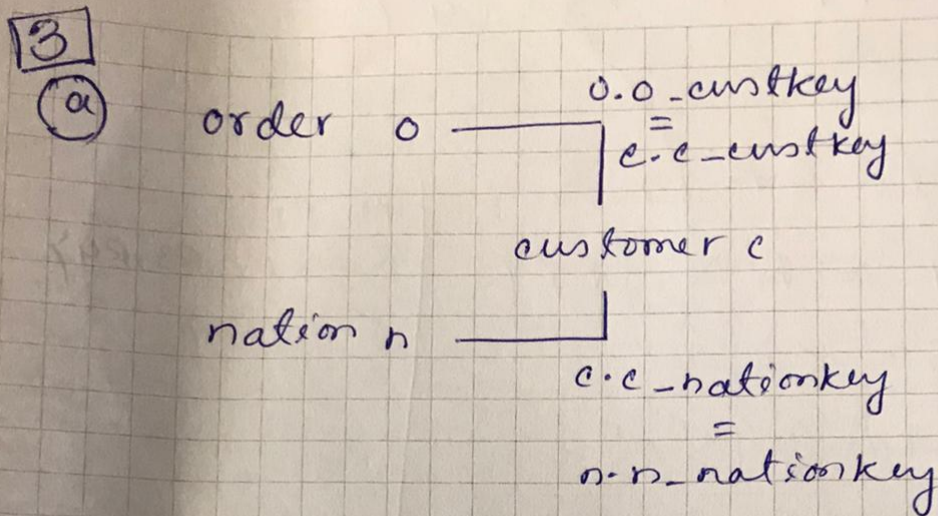 3
a
order o
o.o_custkey
=
c.c_custkey
customer c
nation n
c.c_nationkey
=
n.n_nationkey